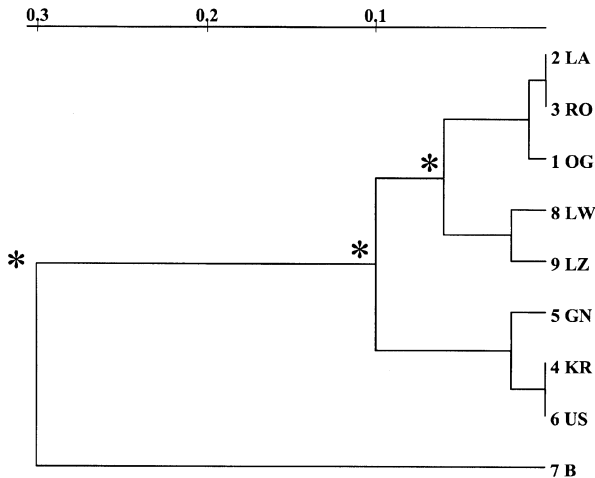 0,3 0,2 0,1
2 LA
3 RO
1 OG
*
8 LW
*
*
9 LZ
5 GN
4 KR
6 US
7 B